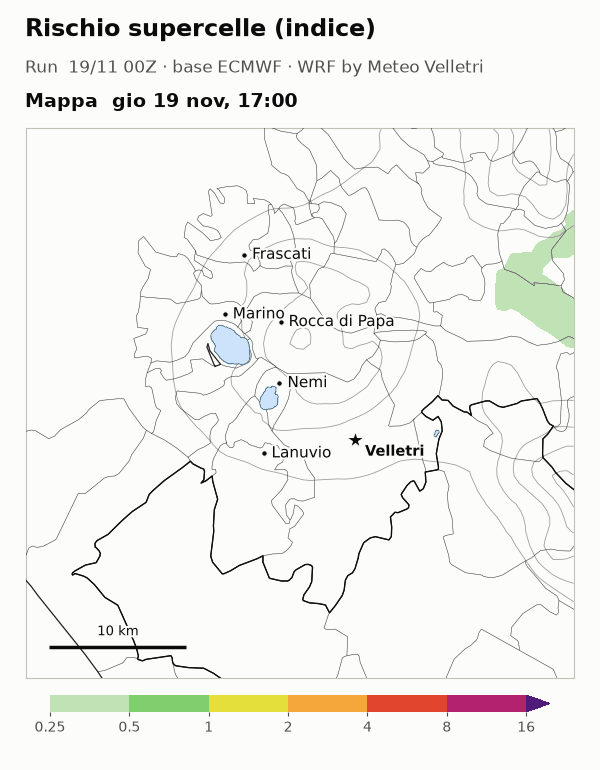 Rischio supercelle (indice)
Run  19/11 00Z · base ECMWF · WRF by Meteo Velletri
Mappa  gio 19 nov, 17:00
Frascati
Marino
Rocca di Papa
Nemi
Velletri
Lanuvio
10 km
0.25 0.5 1 2 4 8 16